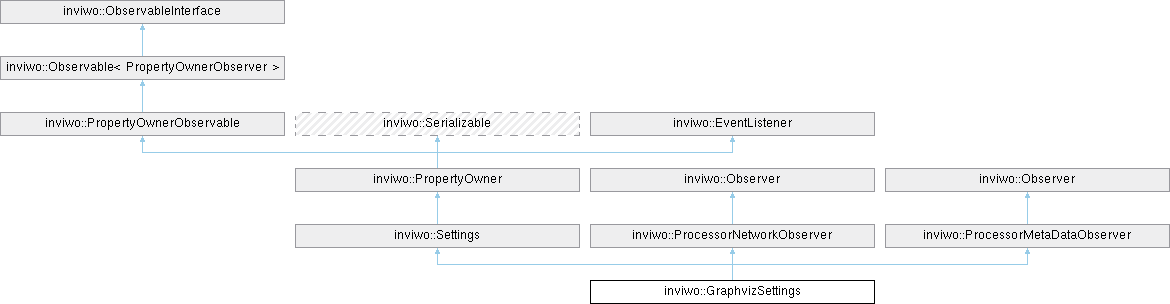 inviwo::ObservableInterface
inviwo::Observable< PropertyOwnerObserver >
inviwo::PropertyOwnerObservable
inviwo::Serializable
inviwo::EventListener
inviwo::PropertyOwner
inviwo::Observer
inviwo::Observer
inviwo::Settings
inviwo::ProcessorNetworkObserver
inviwo::ProcessorMetaDataObserver
inviwo::GraphvizSettings